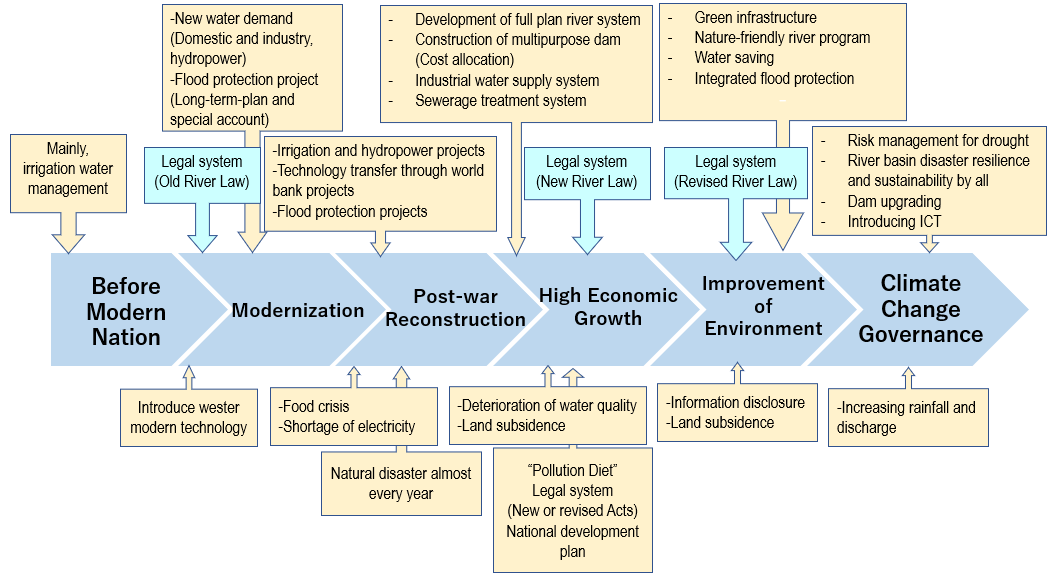 -New water demand
(Domestic and industry,
hydropower)
-Flood protection project
(Long-term-plan and
special account)
- Development of full plan river system
- Construction of multipurpose dam
(Cost allocation)
- Industrial water supply system
- Sewerage treatment system
- Green infrastructure
- Nature-friendly river program
- Water saving
- Integrated flood protection
Mainly,
irrigation water
management
Legal system
(Old River Law)
-Irrigation and hydropower projects
-Technology transfer through world
bank projects
-Flood protection projects
Legal system
(New River Law)
Legal system
(Revised River Law)
- Risk management for drought
- River basin disaster resilience
and sustainability by all
- Dam upgrading
- Introducing ICT
Before
Modern
Nation
Modernization
Post-war
Reconstruction
High Economic
Growth
Improvement
of
Environment
Climate
Change
Governance
Introduce wester
modern technology
-Food crisis
-Shortage of electricity
Natural disaster almost
every year
-Deterioration of water quality
-Land subsidence
“Pollution Diet”
Legal system
(New or revised Acts)
National development
plan
-Information disclosure
-Land subsidence
-Increasing rainfall and
discharge